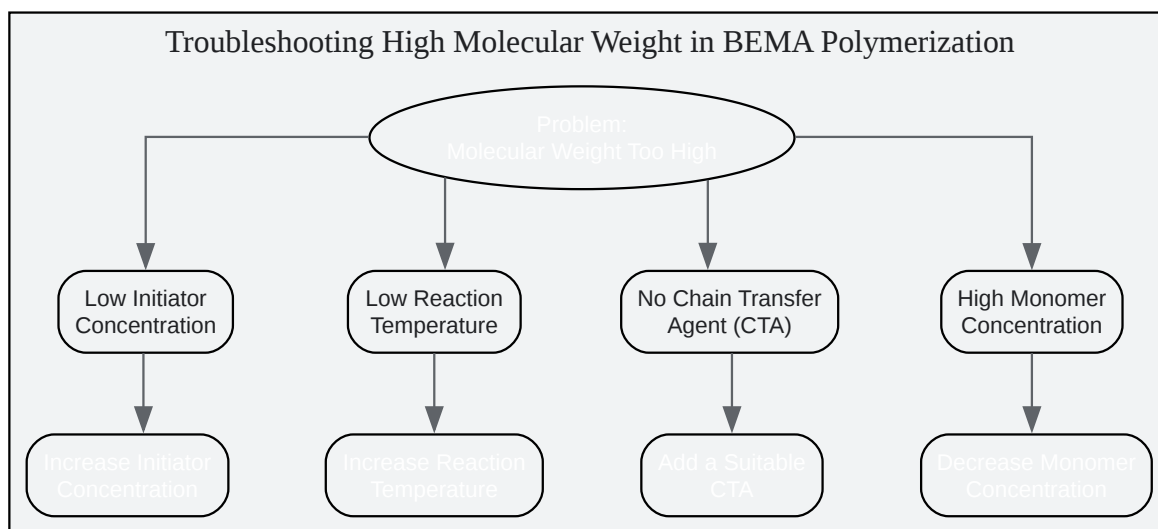 Troubleshooting High Molecular Weight in BEMA Polymerization
Problem:
Molecular Weight Too High
Low Initiator
Concentration
Low Reaction
Temperature
No Chain Transfer
Agent (CTA)
High Monomer
Concentration
Increase Initiator
Concentration
Increase Reaction
Temperature
Add a Suitable
CTA
Decrease Monomer
Concentration